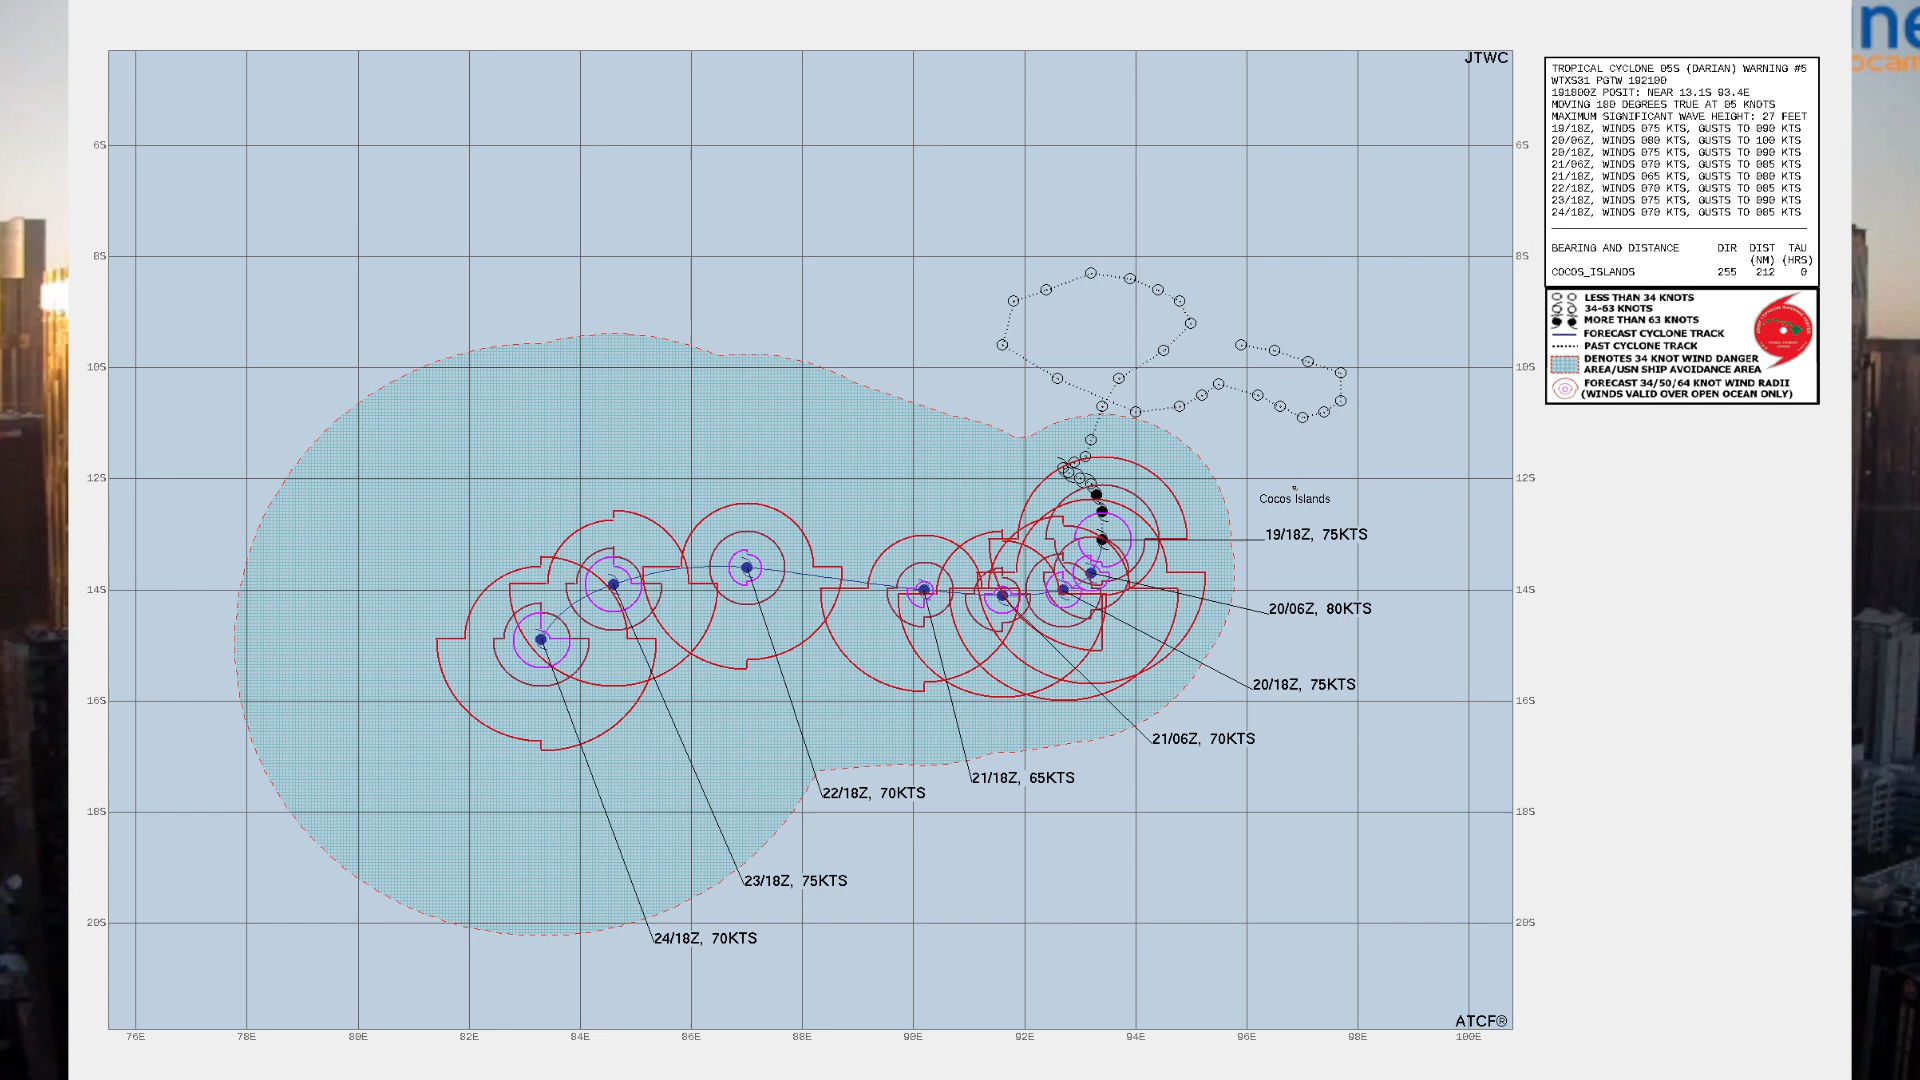 ne
ocam
JTWC
TROPICAL CYCLONE 05S (DARIAN) WARNING #5
WTXS31 PGTW 192100
191800Z POSIT: NEAR 13.1S 93.4E
MOVING 180 DEGREES TRUE AT 05 KNOTS
MAXIMUM SIGNIFICANT WAVE HEIGHT: 27 FEET
19/18Z, WINDS 075 KTS, GUSTS TO 090 KTS
20/06Z, WINDS 080 KTS, GUSTS TO 100 KTS
20/18Z, WINDS 075 KTS, GUSTS TO 090 KTS
21/06Z, WINDS 070 KTS, GUSTS TO 085 KTS
21/18Z, WINDS 065 KTS, GUSTS TO 080 KTS
22/18Z, WINDS 070 KTS, GUSTS TO 085 KTS
23/18Z, WINDS 075 KTS, GUSTS TO 090 KTS
24/18Z, WINDS 070 KTS, GUSTS TO 085 KTS
BEARING AND DISTANCE DIR DIST TAU
(NM) (HRS)
COCOS_ISLANDS 255 212 0
LESS THAN 34 KNOTS
34-63 KNOTS
MORE THAN 63 KNOTS
FORECAST CYCLONE TRACK
PAST CYCLONE TRACK
DENOTES 34 KNOT WIND DANGER
AREA/USN SHIP AVOIDANCE AREA
FORECAST 34/50/64 KNOT WIND RADII
(WINDS VALID OVER OPEN OCEAN ONLY)
6S 6S
8S 8S
10S 10S
12S 12S
Cocos Islands
19/18Z, 75KTS
14S 14S
20/06Z, 80KTS
20/18Z, 75KTS
16S 16S
21/06Z, 70KTS
21/18Z, 65KTS
22/18Z, 70KTS
18S 18S
23/18Z, 75KTS
20S 20S
24/18Z, 70KTS
ATCF®
76E 78E 80E 82E 84E 86E 88E 90E 92E 94E 96E 98E 100E